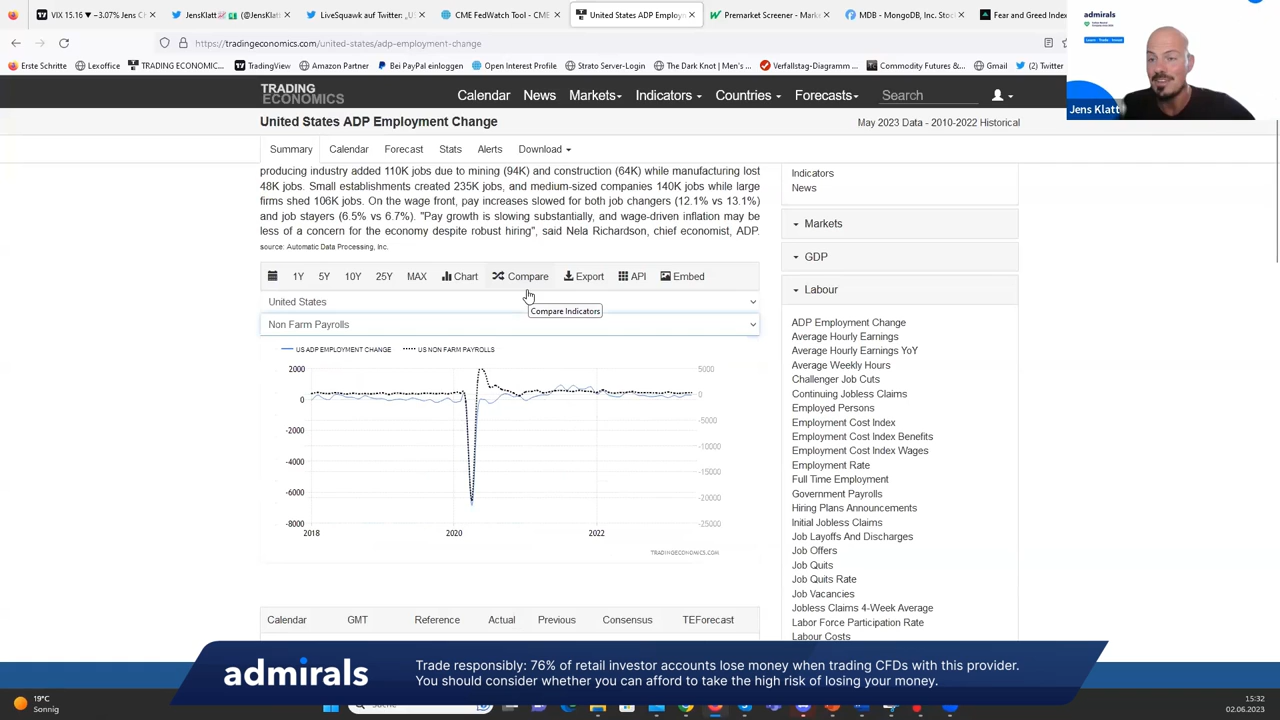 VIX 15.16 ▼ −3.07% Jens C
JensKlatt
LiveSquawk auf Twitter: „(J
CME FedWatch Tool - CME
United States ADP Employm
Premarket Screener - Marke
MDB - MongoDB, Inc. Stock
Fear and Greed Index
https://tradingeconomics.com/united-states/
ment-change
Erste Schritte
Lexoffice
TRADING ECONOMIC...
TradingView
Amazon Partner
Bei PayPal einloggen
Open Interest Profile
Strato Server-Login
The Dark Knot | Men's ...
Verfallstag-Diagramm ...
Commodity Futures &...
Gmail
(2) Twitter
admirals
Learn Trade Invest
Jens Klatt
TRADING
ECONOMICS
Calendar News Markets Indicators Countries Forecasts Search
United States ADP Employment Change
May 2023 Data - 2010-2022 Historical
Summary Calendar Forecast Stats Alerts Download
producing industry added 110K jobs due to mining (94K) and construction (64K) while manufacturing lost
48K jobs. Small establishments created 235K jobs, and medium-sized companies 140K jobs while large
firms shed 106K jobs. On the wage front, pay increases slowed for both job changers (12.1% vs 13.1%)
and job stayers (6.5% vs 6.7%). "Pay growth is slowing substantially, and wage-driven inflation may be
less of a concern for the economy despite robust hiring", said Nela Richardson, chief economist, ADP.
source: Automatic Data Processing, Inc.
1Y 5Y 10Y 25Y MAX Chart Compare Export API Embed
United States
Compare Indicators
Non Farm Payrolls
US ADP EMPLOYMENT CHANGE US NON FARM PAYROLLS
2000
0
-2000
-4000
-6000
-8000
5000
0
-5000
-10000
-15000
-20000
-25000
2018 2020 2022
TRADINGECONOMICS.COM
Calendar GMT Reference Actual Previous Consensus TEForecast
Indicators
News
Markets
GDP
Labour
ADP Employment Change
Average Hourly Earnings
Average Hourly Earnings YoY
Average Weekly Hours
Challenger Job Cuts
Continuing Jobless Claims
Employed Persons
Employment Cost Index
Employment Cost Index Benefits
Employment Cost Index Wages
Employment Rate
Full Time Employment
Government Payrolls
Hiring Plans Announcements
Initial Jobless Claims
Job Layoffs And Discharges
Job Offers
Job Quits
Job Quits Rate
Job Vacancies
Jobless Claims 4-Week Average
Labor Force Participation Rate
Labour Costs
admirals
Trade responsibly: 76% of retail investor accounts lose money when trading CFDs with this provider.
You should consider whether you can afford to take the high risk of losing your money.
19°C
Sonnig
Suche
15:32
02.06.2023